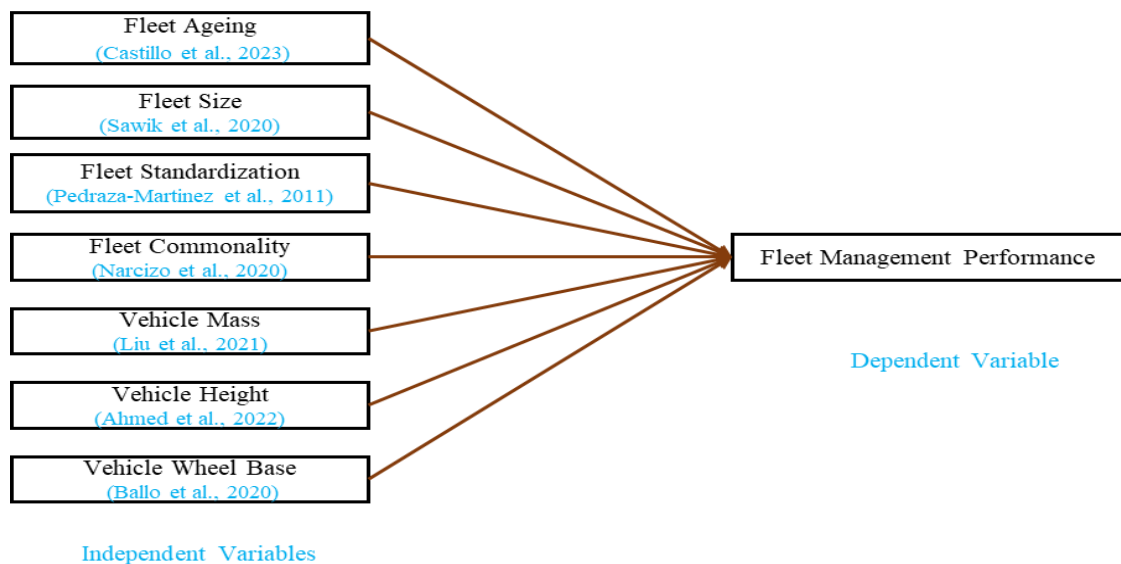 Fleet Ageing
(Castillo et al., 2023)
Fleet Size
(Sawik et al., 2020)
Fleet Standardization
(Pedraza-Martinez et al., 2011)
Fleet Commonality
(Narcizo et al., 2020)
Vehicle Mass
(Liu et al., 2021)
Vehicle Height
(Ahmed et al., 2022)
Vehicle Wheel Base
(Ballo et al., 2020)
Independent Variables
Fleet Management Performance
Dependent Variable